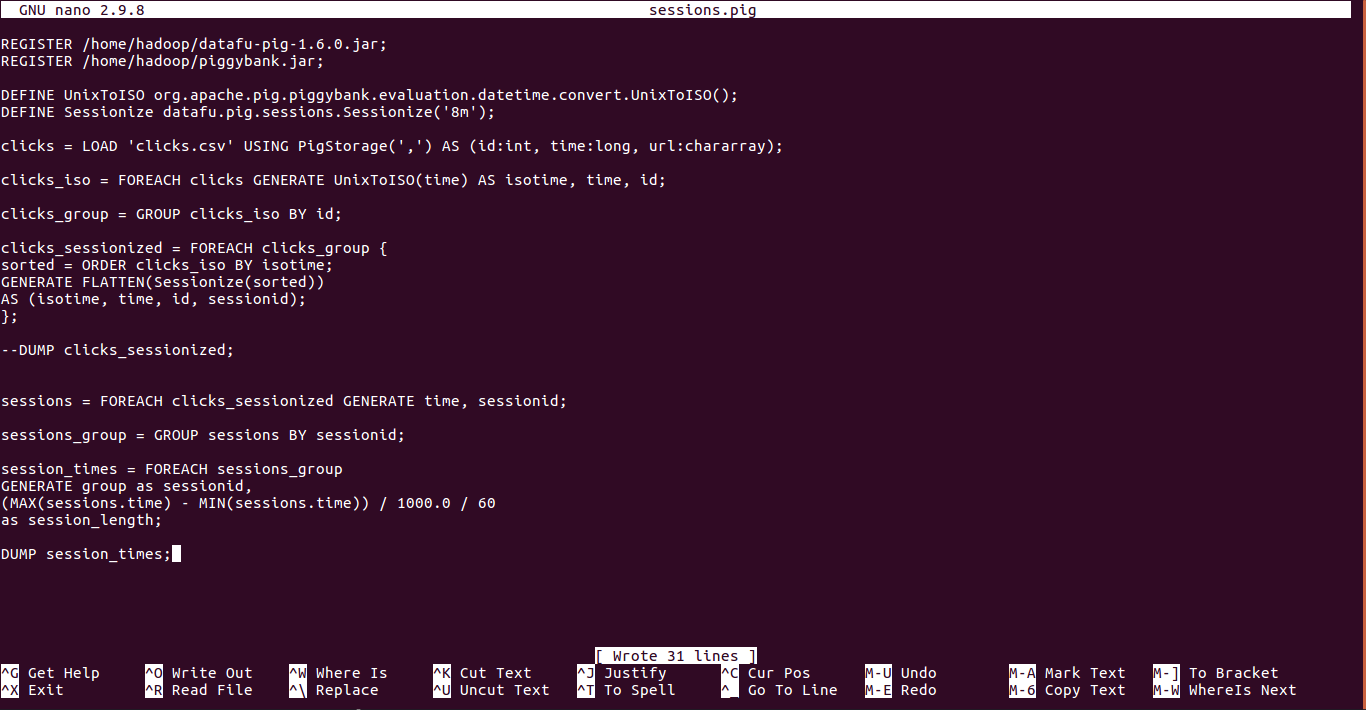 GNU nano 2.9.8 sessions.pig
REGISTER /home/hadoop/datafu-pig-1.6.0.jar;
REGISTER /home/hadoop/piggybank.jar;
DEFINE UnixToISO org.apache.pig.piggybank.evaluation.datetime.convert.UnixToISO();
DEFINE Sessionize datafu.pig.sessions.Sessionize('8m');
clicks = LOAD 'clicks.csv' USING PigStorage(',') AS (id:int, time:long, url:chararray);
clicks_iso = FOREACH clicks GENERATE UnixToISO(time) AS isotime, time, id;
clicks_group = GROUP clicks_iso BY id;
clicks_sessionized = FOREACH clicks_group {
sorted = ORDER clicks_iso BY isotime;
GENERATE FLATTEN(Sessionize(sorted))
AS (isotime, time, id, sessionid);
};
--DUMP clicks_sessionized;
sessions = FOREACH clicks_sessionized GENERATE time, sessionid;
sessions_group = GROUP sessions BY sessionid;
session_times = FOREACH sessions_group
GENERATE group as sessionid,
(MAX(sessions.time) - MIN(sessions.time)) / 1000.0 / 60
as session_length;
DUMP session_times;
[ Wrote 31 lines ]
^G Get Help ^O Write Out ^W Where Is ^K Cut Text ^J Justify ^C Cur Pos M-U Undo M-A Mark Text M-] To Bracket
^X Exit ^R Read File ^\ Replace ^U Uncut Text ^T To Spell ^_ Go To Line M-E Redo M-6 Copy Text M-W WhereIs Next